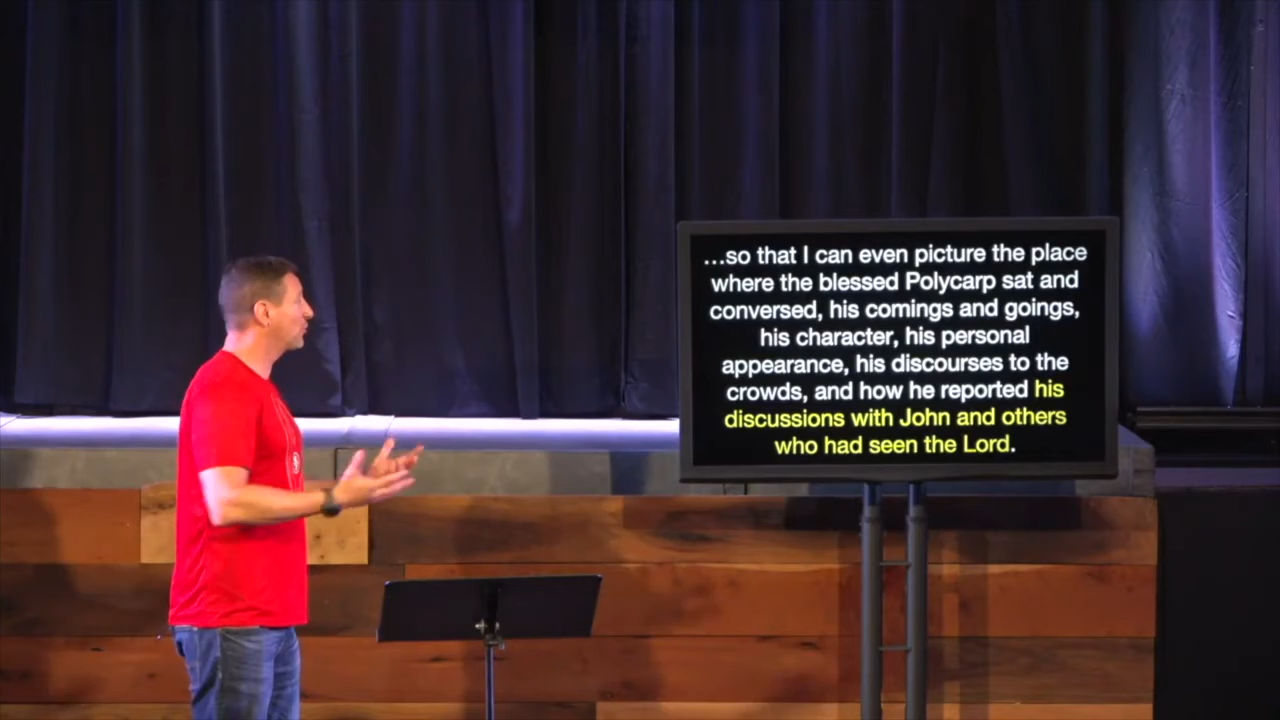 …so that I can even picture the place
where the blessed Polycarp sat and
conversed, his comings and goings,
his character, his personal
appearance, his discourses to the
crowds, and how he reported his
discussions with John and others
who had seen the Lord.